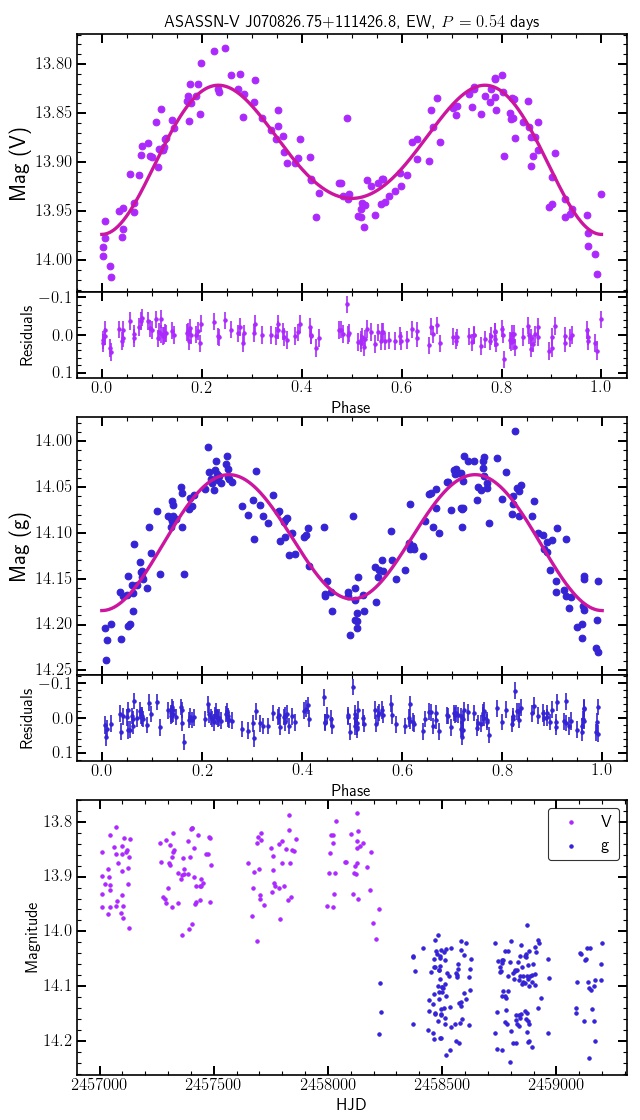 ASASSN-V J070826.75+111426.8, EW, P = 0.54 days
13.80
13.85
13.90
13.95
14.00
Mag (V)
−0.1
0.0
0.1
Residuals
0.0 0.2 0.4 0.6 0.8 1.0
Phase
14.00
14.05
14.10
14.15
14.20
14.25
Mag (g)
−0.1
0.0
0.1
Residuals
0.0 0.2 0.4 0.6 0.8 1.0
Phase
13.8
13.9
14.0
14.1
14.2
Magnitude
V
g
2457000 2457500 2458000 2458500 2459000
HJD